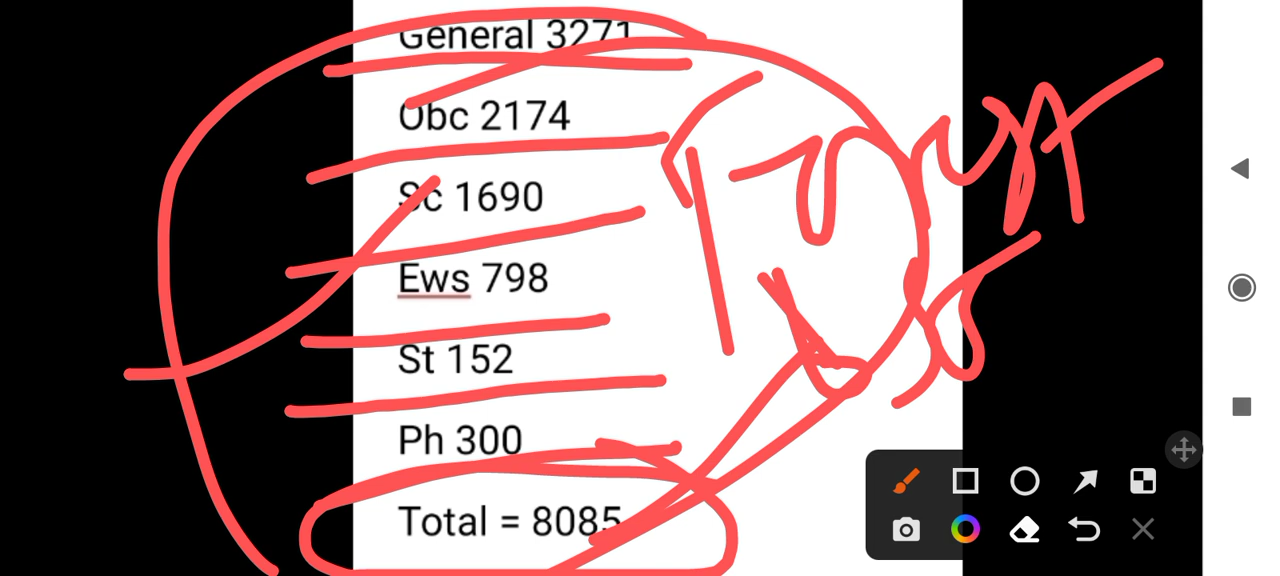 General 3271
Obc 2174
Sc 1690
Ews 798
St 152
Ph 300
Total = 8085